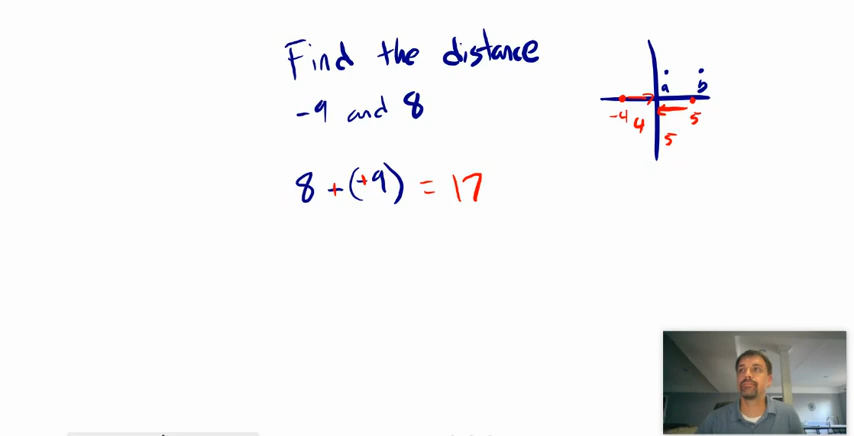 Find the distance
-9 and 8
8 + (+9) = 17
a b
-4 4 5
5